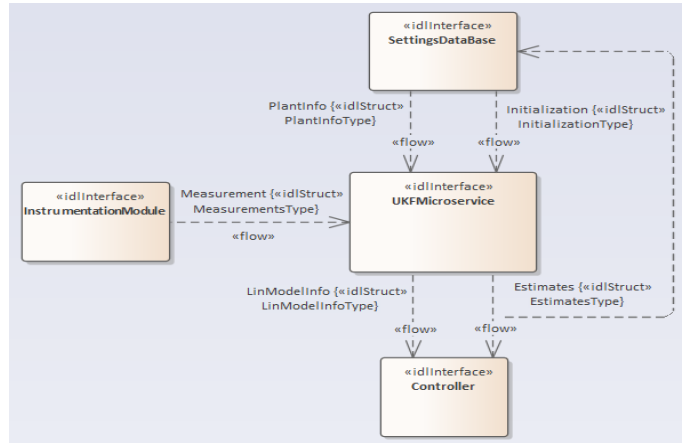 «idlInterface»
SettingsDataBase
PlantInfo {«idlStruct»
PlantInfoType}
Initialization {«idlStruct»
InitializationType}
«flow»
«flow»
«idlInterface»
InstrumentationModule
Measurement {«idlStruct»
MeasurementsType}
«flow»
«idlInterface»
UKFMicroservice
LinModelInfo {«idlStruct»
LinModelInfoType}
Estimates {«idlStruct»
EstimatesType}
«flow»
«flow»
«idlInterface»
Controller